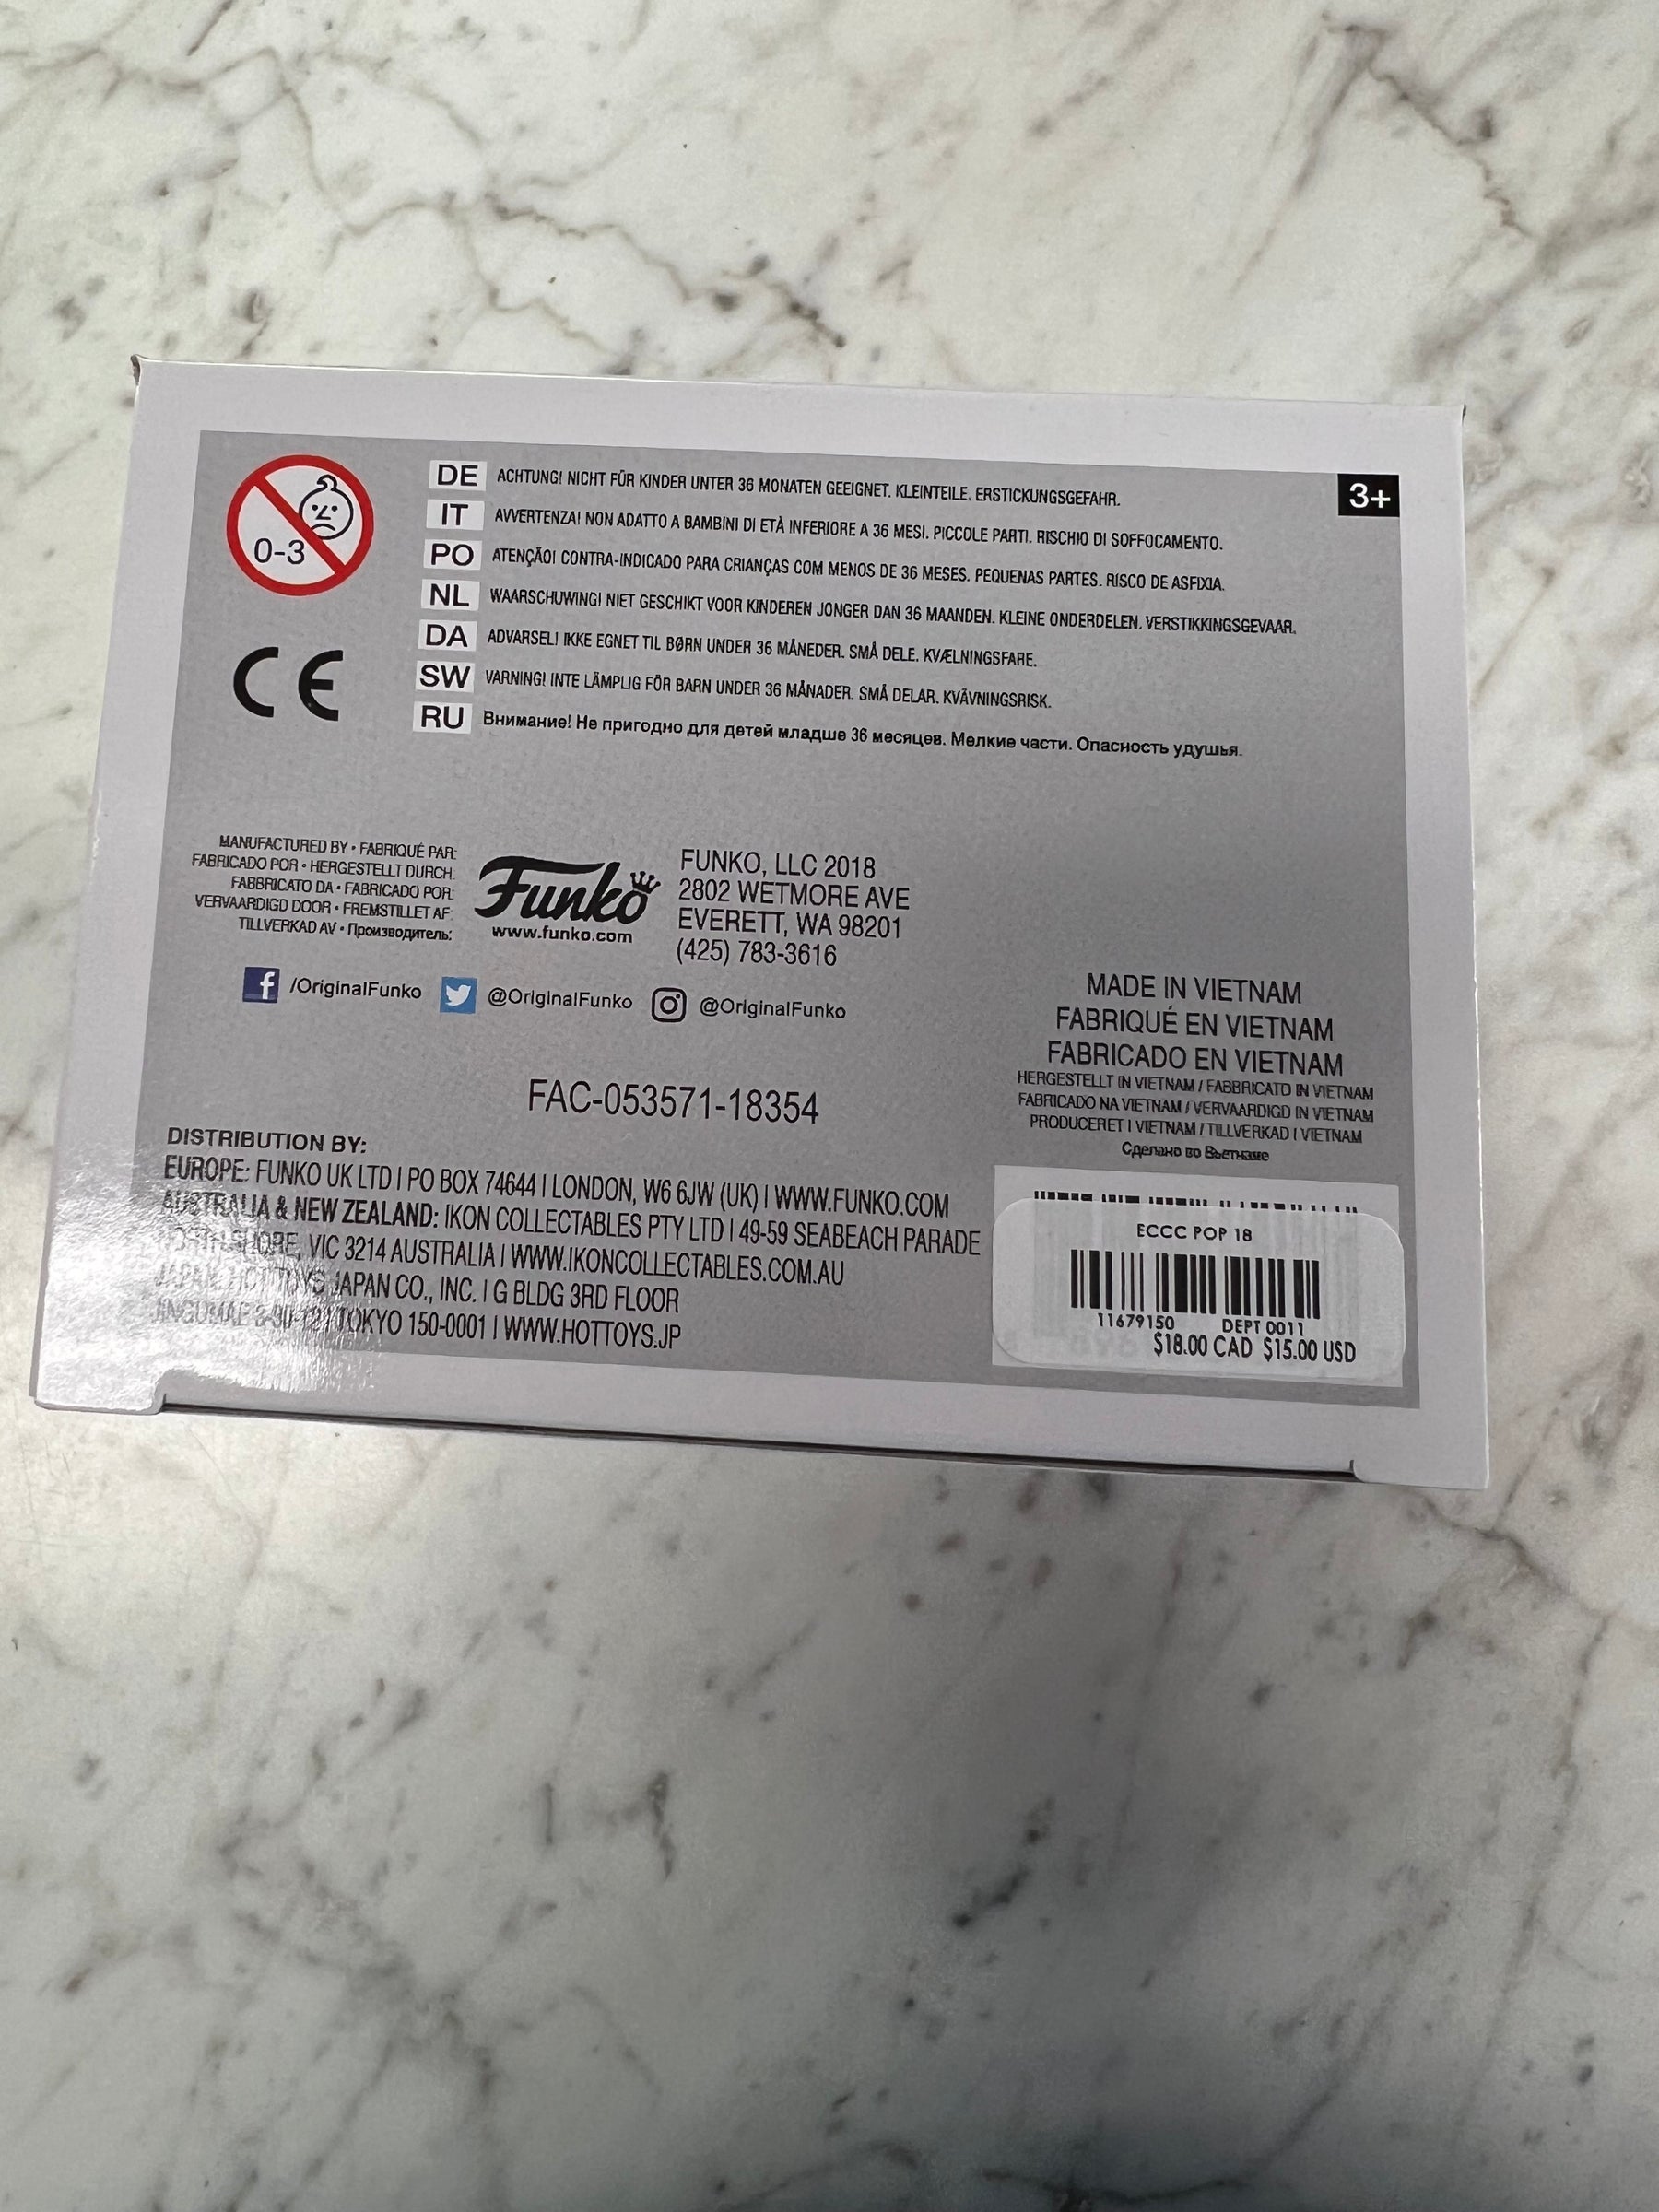 0-3
DE ACHTUNG! NICHT FÜR KINDER UNTER 36 MONATEN GEEIGNET. KLEINTEILE. ERSTICKUNGSGEFAHR.
3+
IT AVVERTENZA! NON ADATTO A BAMBINI DI ETÀ INFERIORE A 36 MESI. PICCOLE PARTI. RISCHIO DI SOFFOCAMENTO.
PO ATENÇÃO! CONTRA-INDICADO PARA CRIANÇAS COM MENOS DE 36 MESES. PEQUENAS PARTES. RISCO DE ASFIXIA.
NL WAARSCHUWING! NIET GESCHIKT VOOR KINDEREN JONGER DAN 36 MAANDEN. KLEINE ONDERDELEN. VERSTIKKINGSGEVAAR.
DA ADVARSEL! IKKE EGNET TIL BØRN UNDER 36 MÅNEDER. SMÅ DELE. KVÆLNINGSFARE.
SW VARNING! INTE LÄMPLIG FÖR BARN UNDER 36 MÅNADER. SMÅ DELAR. KVÄVNINGSRISK.
RU Внимание! Не пригодно для детей младше 36 месяцев. Мелкие части. Опасность удушья.
CE
MANUFACTURED BY • FABRIQUÉ PAR:
FABRICADO POR • HERGESTELLT DURCH:
FABBRICATO DA • FABRICADO POR:
VERVAARDIGD DOOR • FREMSTILLET AF:
TILLVERKAD AV • Производитель:
Funko
www.funko.com
FUNKO, LLC 2018
2802 WETMORE AVE
EVERETT, WA 98201
(425) 783-3616
/OriginalFunko @OriginalFunko @OriginalFunko
MADE IN VIETNAM
FABRIQUÉ EN VIETNAM
FABRICADO EN VIETNAM
HERGESTELLT IN VIETNAM / FABBRICATO IN VIETNAM
FABRICADO NA VIETNAM / VERVAARDIGD IN VIETNAM
PRODUCERET I VIETNAM / TILLVERKAD I VIETNAM
Сделано во Вьетнаме
FAC-053571-18354
DISTRIBUTION BY:
EUROPE: FUNKO UK LTD | PO BOX 74644 | LONDON, W6 6JW (UK) | WWW.FUNKO.COM
AUSTRALIA & NEW ZEALAND: IKON COLLECTABLES PTY LTD | 49-59 SEABEACH PARADE
NORTH SHORE, VIC 3214 AUSTRALIA | WWW.IKONCOLLECTABLES.COM.AU
JAPAN: HOT TOYS JAPAN CO., INC. | G BLDG 3RD FLOOR
TOKYO 150-0001 | WWW.HOTTOYS.JP
ECCC POP 18
11679150 DEPT 0011
$18.00 CAD $15.00 USD